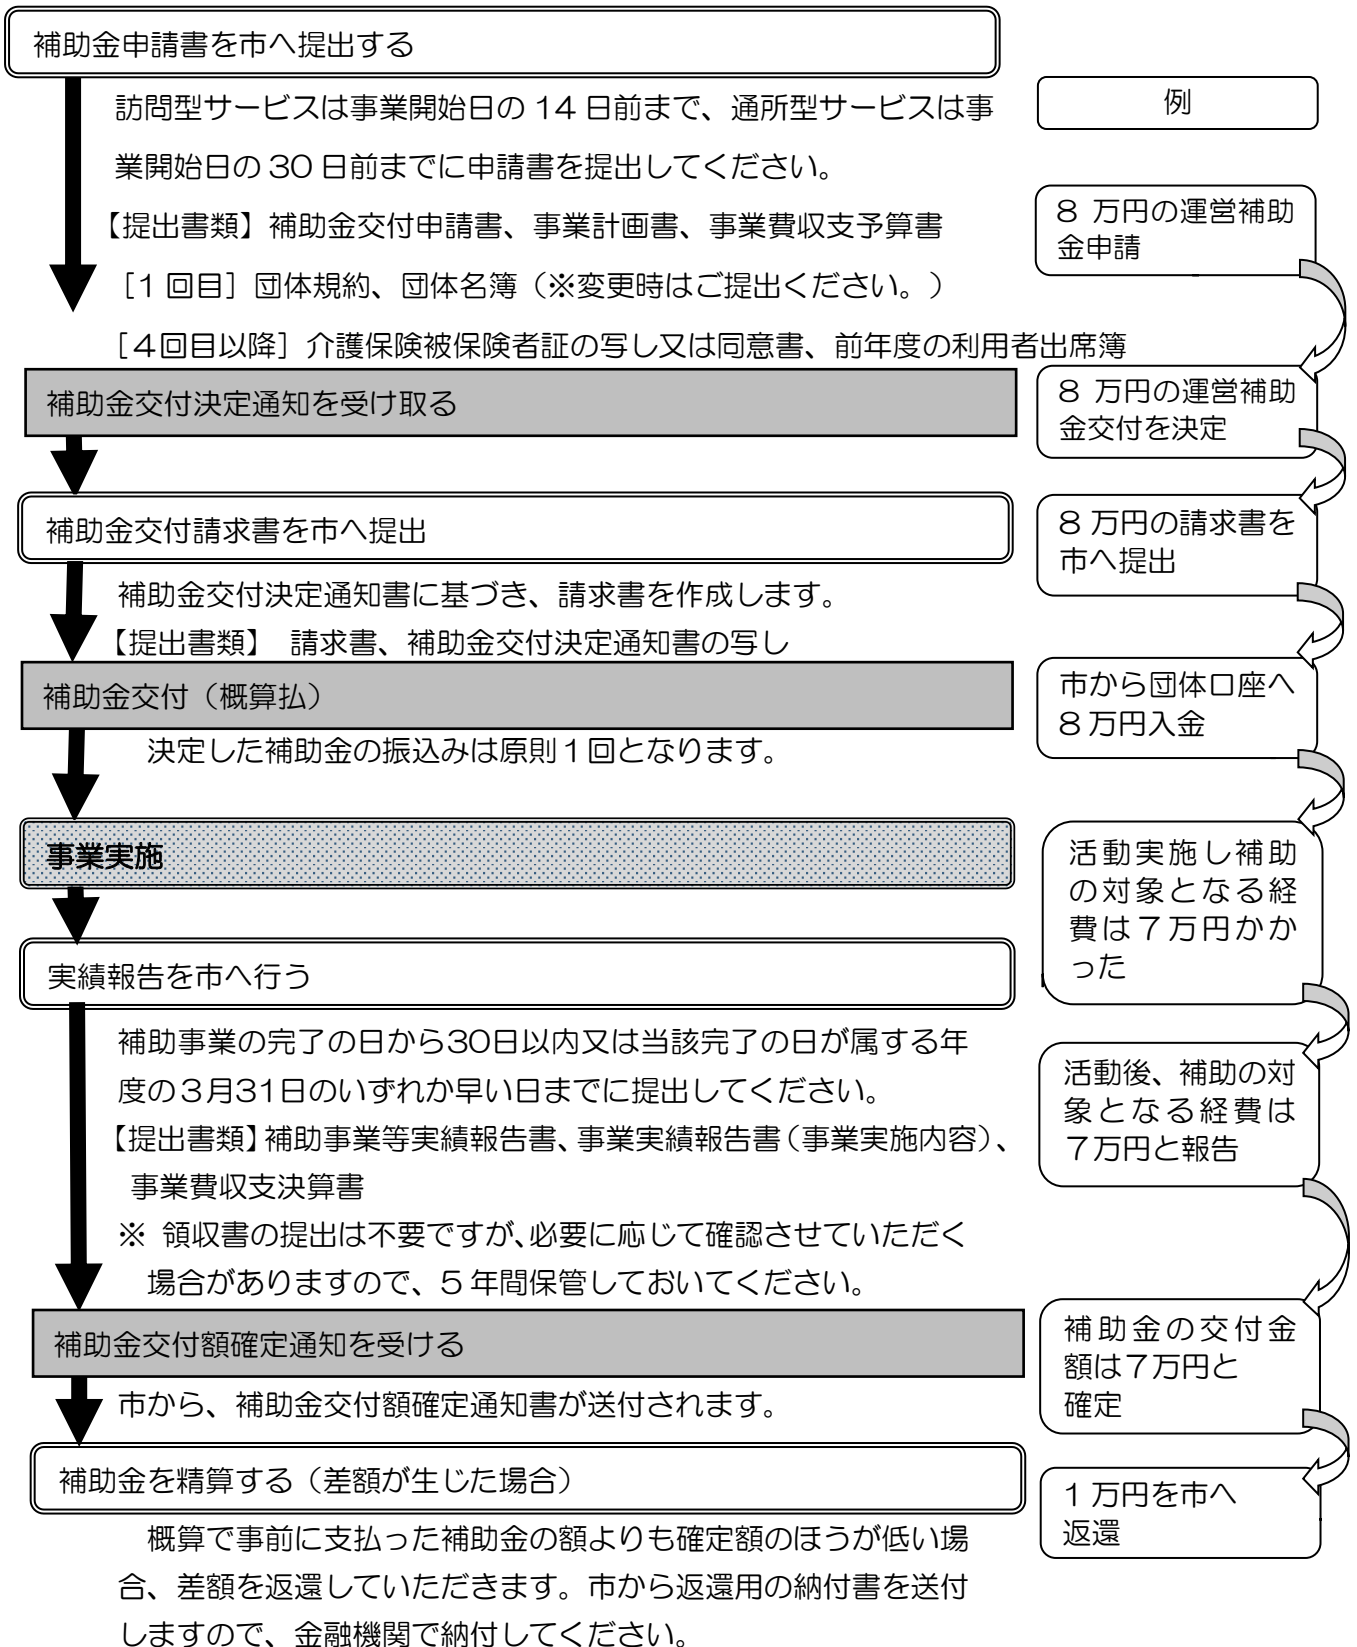 補助金申請書を市へ提出する
訪問型サービスは事業開始日の 14 日前まで、通所型サービスは事
業開始日の 30 日前までに申請書を提出してください。
【提出書類】補助金交付申請書、事業計画書、事業費収支予算書
［1 回目］団体規約、団体名簿（※変更時はご提出ください。）
［４回目以降］介護保険被保険者証の写し又は同意書、前年度の利用者出席簿
補助金交付決定通知を受け取る
補助金交付請求書を市へ提出
補助金交付決定通知書に基づき、請求書を作成します。
【提出書類】 請求書、補助金交付決定通知書の写し
補助金交付（概算払）
決定した補助金の振込みは原則１回となります。
事業実施
実績報告を市へ行う
補助事業の完了の日から30日以内又は当該完了の日が属する年
度の３月31日のいずれか早い日までに提出してください。
【提出書類】補助事業等実績報告書、事業実績報告書（事業実施内容）、
事業費収支決算書
※ 領収書の提出は不要ですが、必要に応じて確認させていただく
場合がありますので、５年間保管しておいてください。
補助金交付額確定通知を受ける
市から、補助金交付額確定通知書が送付されます。
補助金を精算する（差額が生じた場合）
概算で事前に支払った補助金の額よりも確定額のほうが低い場
合、差額を返還していただきます。市から返還用の納付書を送付
しますので、金融機関で納付してください。
例
８ 万円の運営補助
金申請
８ 万円の運営補助
金交付を決定
８万円の請求書を
市へ提出
市から団体口座へ
８万円入金
活動実施し補助
の対象となる経
費は７万円かか
った
活動後、補助の対
象となる経費は
７万円と報告
補助金の交付金
額は７万円と
確定
１万円を市へ
返還